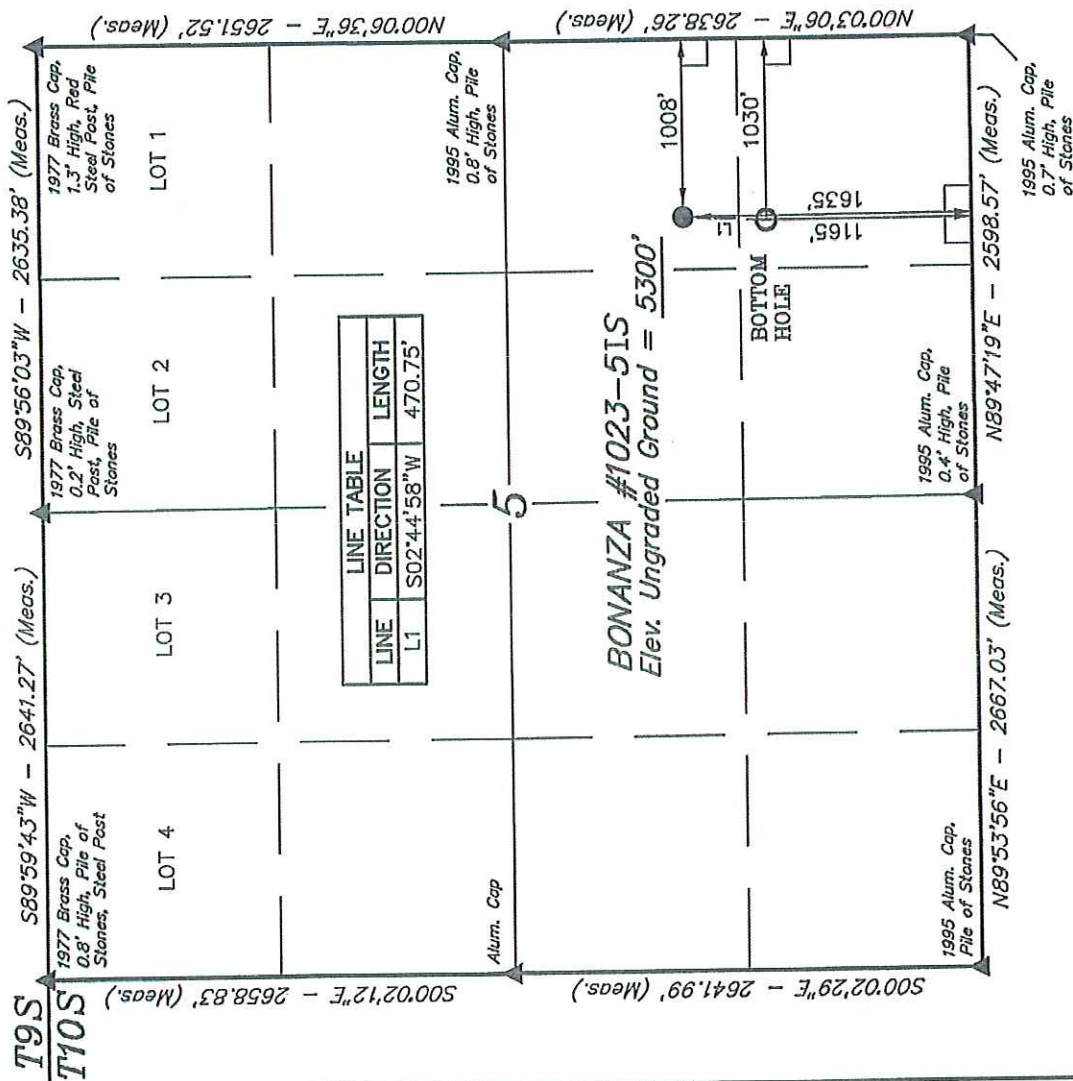 T9S
T10S
S89°59'43"W - 2641.27' (Meas.)
S89°56'03"W - 2635.38' (Meas.)
1977 Brass Cap,
0.8' High, Pile of
Stones, Steel Post
1977 Brass Cap,
0.2' High, Steel
Post, Pile of
Stones
1977 Brass Cap,
1.3' High, Red
Steel Post, Pile
of Stones
LOT 4
LOT 3
LOT 2
LOT 1
S00°02'12"E - 2658.83' (Meas.)
N00°06'36"E - 2651.52' (Meas.)
LINE TABLE
LINE DIRECTION LENGTH
L1 S02°44'58"W 470.75'
Alum. Cap
5
1995 Alum. Cap,
0.8' High, Pile
of Stones
S00°02'29"E - 2641.99' (Meas.)
N00°03'06"E - 2638.26' (Meas.)
BONANZA #1023-5IS
Elev. Ungraded Ground = 5300'
1008'
L1
1030'
BOTTOM
HOLE
1165'
1635'
1995 Alum. Cap,
Pile of Stones
1995 Alum. Cap,
0.4' High, Pile
of Stones
N89°53'56"E - 2667.03' (Meas.)
N89°47'19"E - 2598.57' (Meas.)
1995 Alum. Cap,
0.7' High, Pile
of Stones